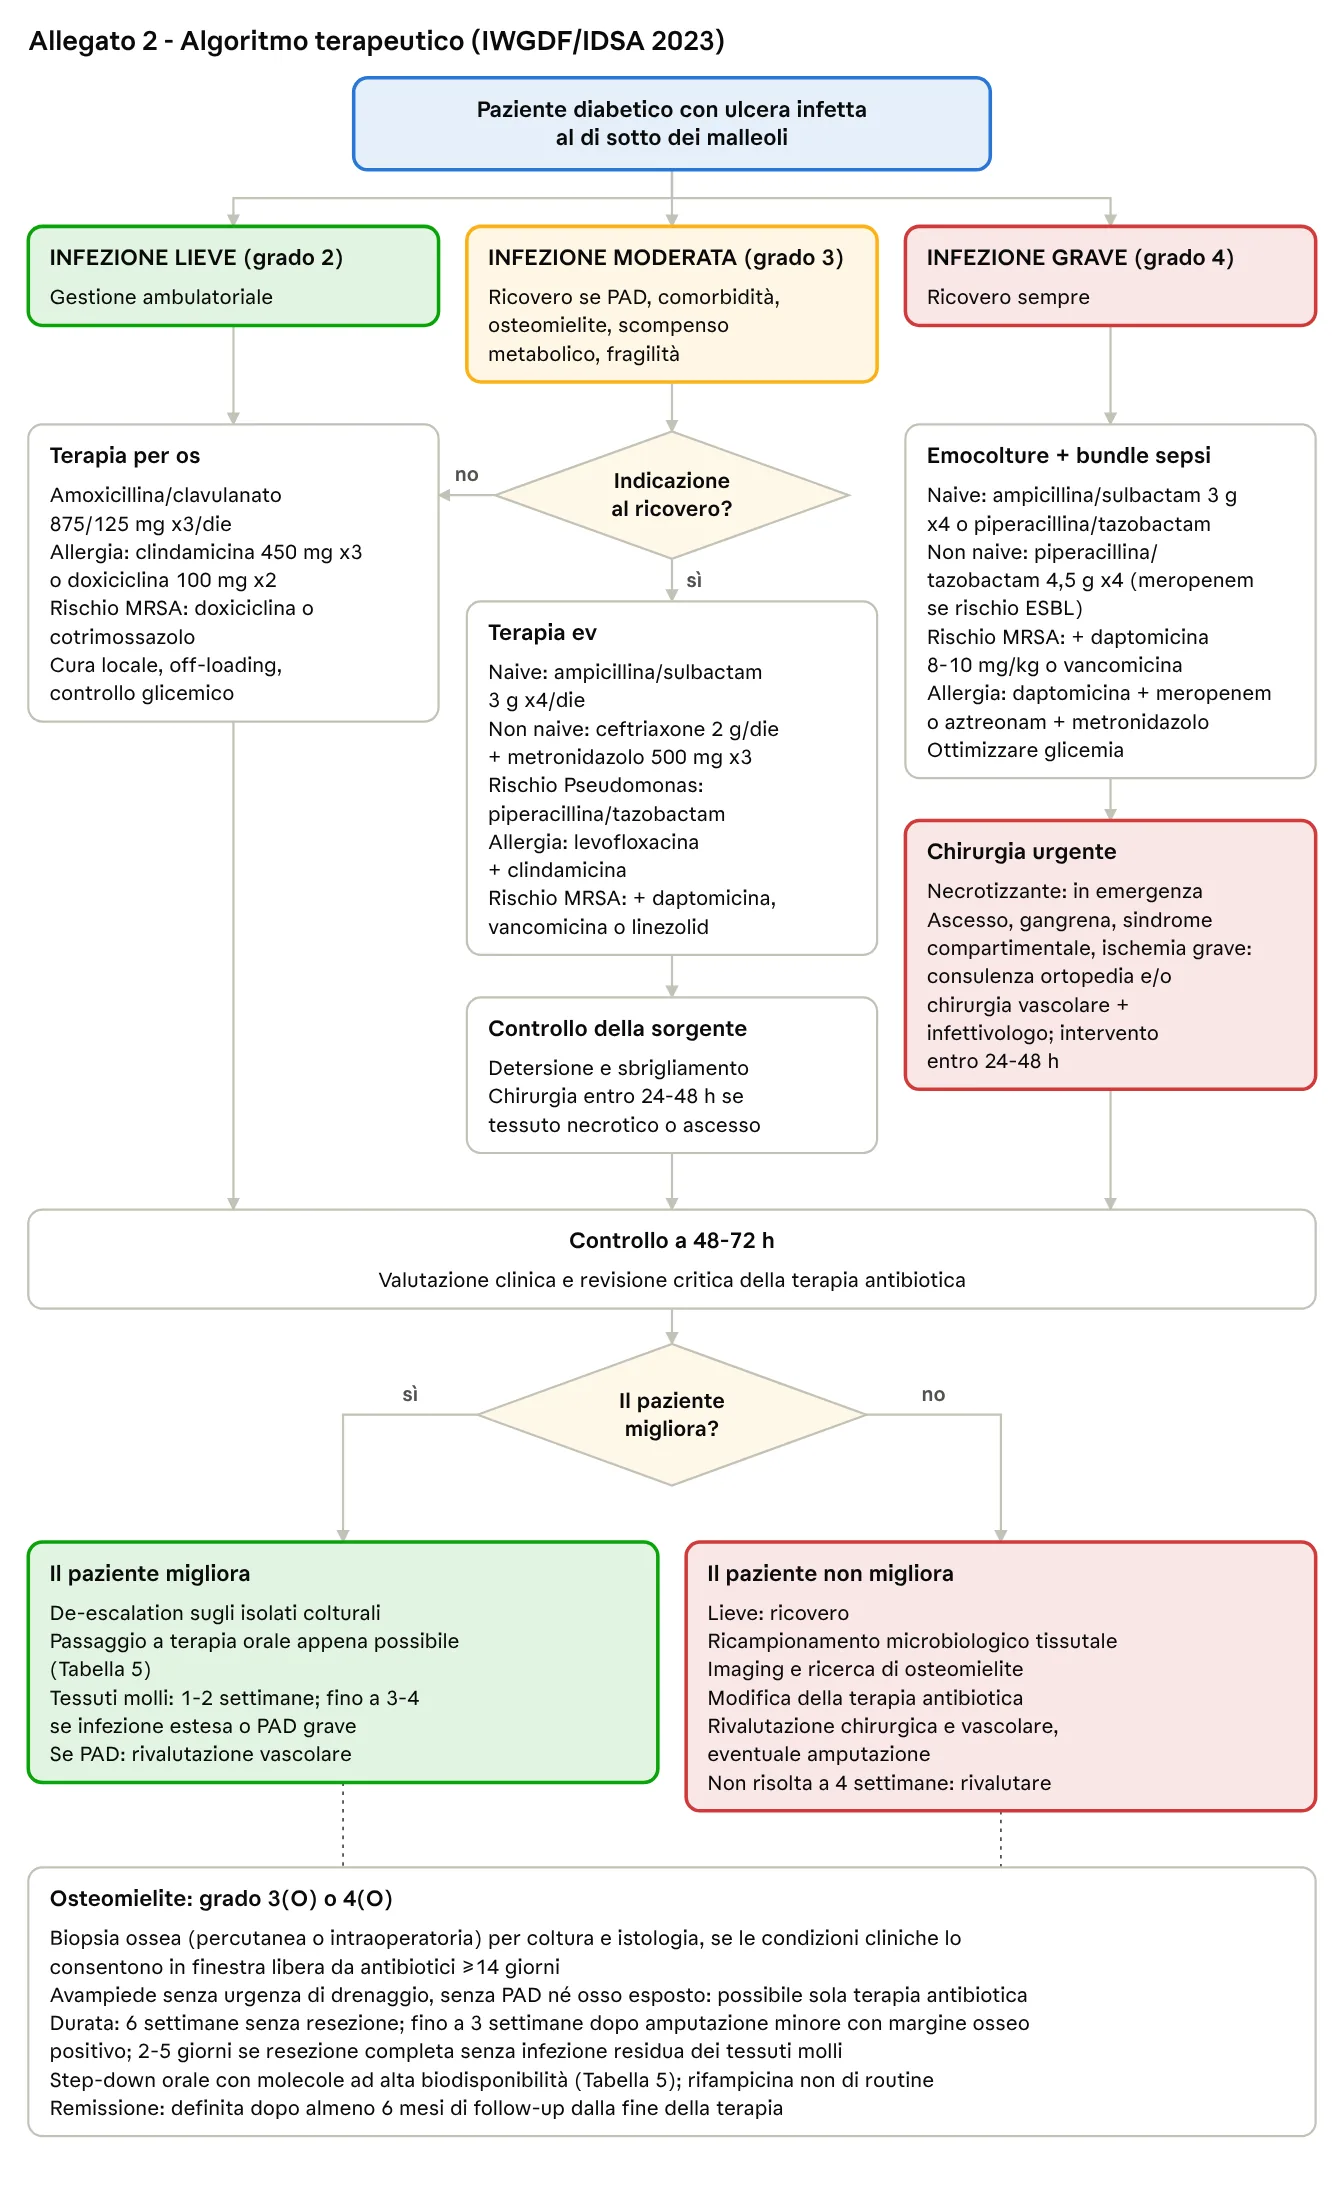 Allegato 2 - Algoritmo terapeutico (IWGDF/IDSA 2023)
Paziente diabetico con ulcera infetta
al di sotto dei malleoli
INFEZIONE LIEVE (grado 2)
Gestione ambulatoriale
INFEZIONE MODERATA (grado 3)
Ricovero se PAD, comorbidità,
osteomielite, scompenso
metabolico, fragilità
INFEZIONE GRAVE (grado 4)
Ricovero sempre
Terapia per os
Amoxicillina/clavulanato
875/125 mg x3/die
Allergia: clindamicina 450 mg x3
o doxiciclina 100 mg x2
Rischio MRSA: doxiciclina o
cotrimossazolo
Cura locale, off-loading,
controllo glicemico
no
Indicazione
al ricovero?
sì
Terapia ev
Naive: ampicillina/sulbactam
3 g x4/die
Non naive: ceftriaxone 2 g/die
+ metronidazolo 500 mg x3
Rischio Pseudomonas:
piperacillina/tazobactam
Allergia: levofloxacina
+ clindamicina
Rischio MRSA: + daptomicina,
vancomicina o linezolid
Controllo della sorgente
Detersione e sbrigliamento
Chirurgia entro 24-48 h se
tessuto necrotico o ascesso
Emocolture + bundle sepsi
Naive: ampicillina/sulbactam 3 g
x4 o piperacillina/tazobactam
Non naive: piperacillina/
tazobactam 4,5 g x4 (meropenem
se rischio ESBL)
Rischio MRSA: + daptomicina
8-10 mg/kg o vancomicina
Allergia: daptomicina + meropenem
o aztreonam + metronidazolo
Ottimizzare glicemia
Chirurgia urgente
Necrotizzante: in emergenza
Ascesso, gangrena, sindrome
compartimentale, ischemia grave:
consulenza ortopedia e/o
chirurgia vascolare +
infettivologo; intervento
entro 24-48 h
Controllo a 48-72 h
Valutazione clinica e revisione critica della terapia antibiotica
Il paziente
migliora?
sì
no
Il paziente migliora
De-escalation sugli isolati colturali
Passaggio a terapia orale appena possibile
(Tabella 5)
Tessuti molli: 1-2 settimane; fino a 3-4
se infezione estesa o PAD grave
Se PAD: rivalutazione vascolare
Il paziente non migliora
Lieve: ricovero
Ricampionamento microbiologico tissutale
Imaging e ricerca di osteomielite
Modifica della terapia antibiotica
Rivalutazione chirurgica e vascolare,
eventuale amputazione
Non risolta a 4 settimane: rivalutare
Osteomielite: grado 3(O) o 4(O)
Biopsia ossea (percutanea o intraoperatoria) per coltura e istologia, se le condizioni cliniche lo
consentono in finestra libera da antibiotici ≥14 giorni
Avampiede senza urgenza di drenaggio, senza PAD né osso esposto: possibile sola terapia antibiotica
Durata: 6 settimane senza resezione; fino a 3 settimane dopo amputazione minore con margine osseo
positivo; 2-5 giorni se resezione completa senza infezione residua dei tessuti molli
Step-down orale con molecole ad alta biodisponibilità (Tabella 5); rifampicina non di routine
Remissione: definita dopo almeno 6 mesi di follow-up dalla fine della terapia